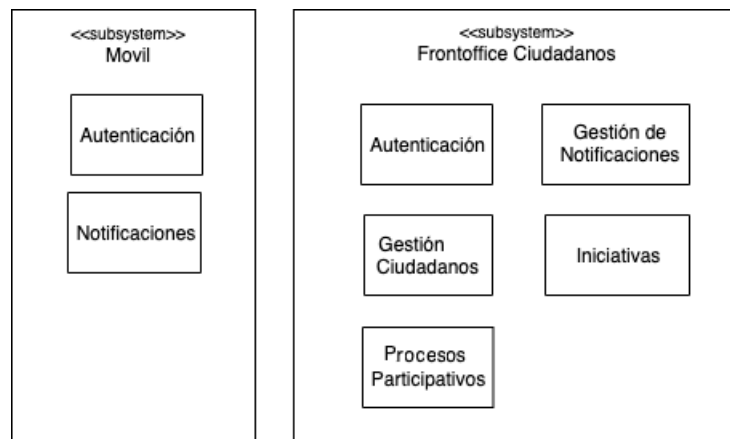 <<subsystem>>
Movil
Autenticación
Notificaciones
<<subsystem>>
Frontoffice Ciudadanos
Autenticación
Gestión de
Notificaciones
Gestión
Ciudadanos
Iniciativas
Procesos
Participativos